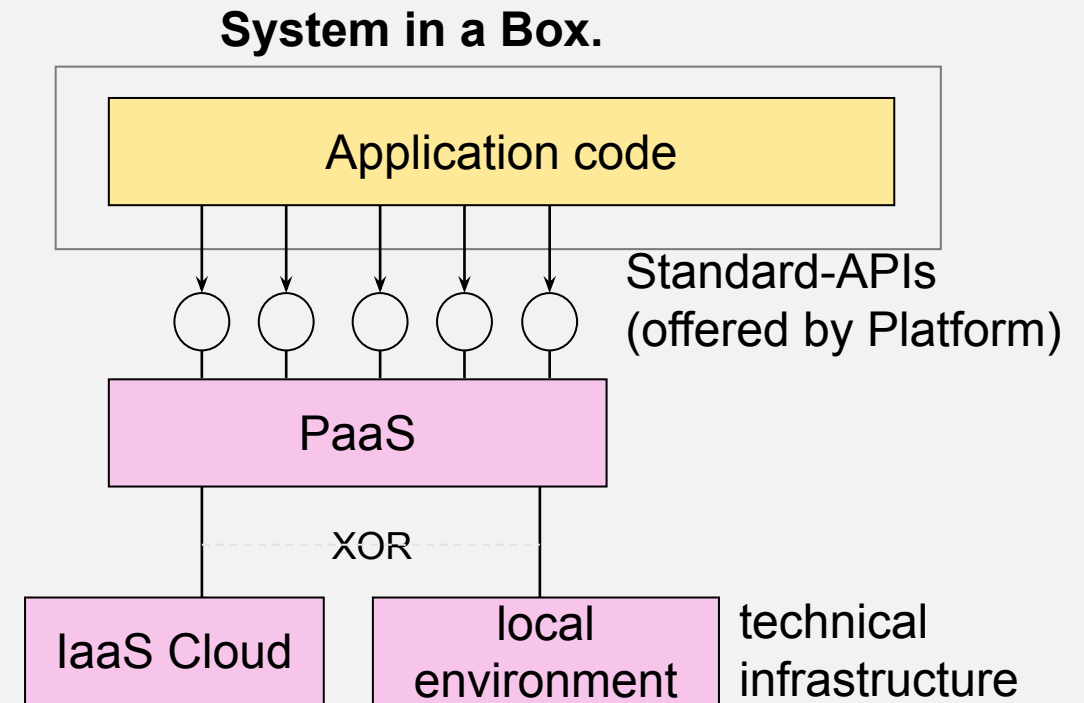 System in a Box.
Application code
Standard-APIs
(offered by Platform)
PaaS
XOR
IaaS Cloud
local
environment
technical
infrastructure